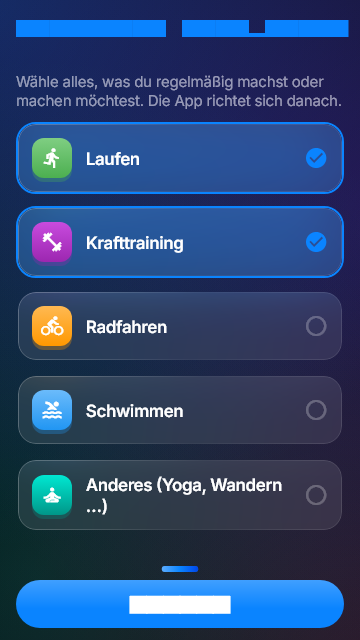 Wähle alles, was du regelmäßig machst oder
machen möchtest. Die App richtet sich danach.
Laufen
Krafttraining
Radfahren
Schwimmen
Anderes (Yoga, Wandern
...)